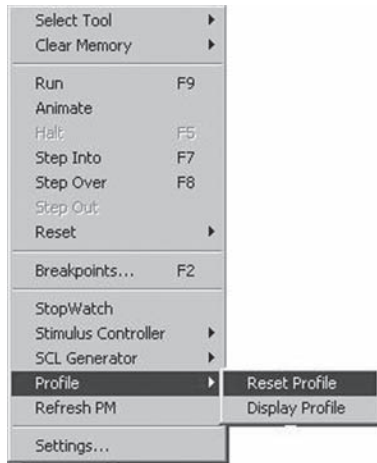 Select Tool
Clear Memory
Run F9
Animate
Halt F5
Step Into F7
Step Over F8
Step Out
Reset
Breakpoints... F2
StopWatch
Stimulus Controller
SCL Generator
Profile
Reset Profile
Refresh PM
Display Profile
Settings...